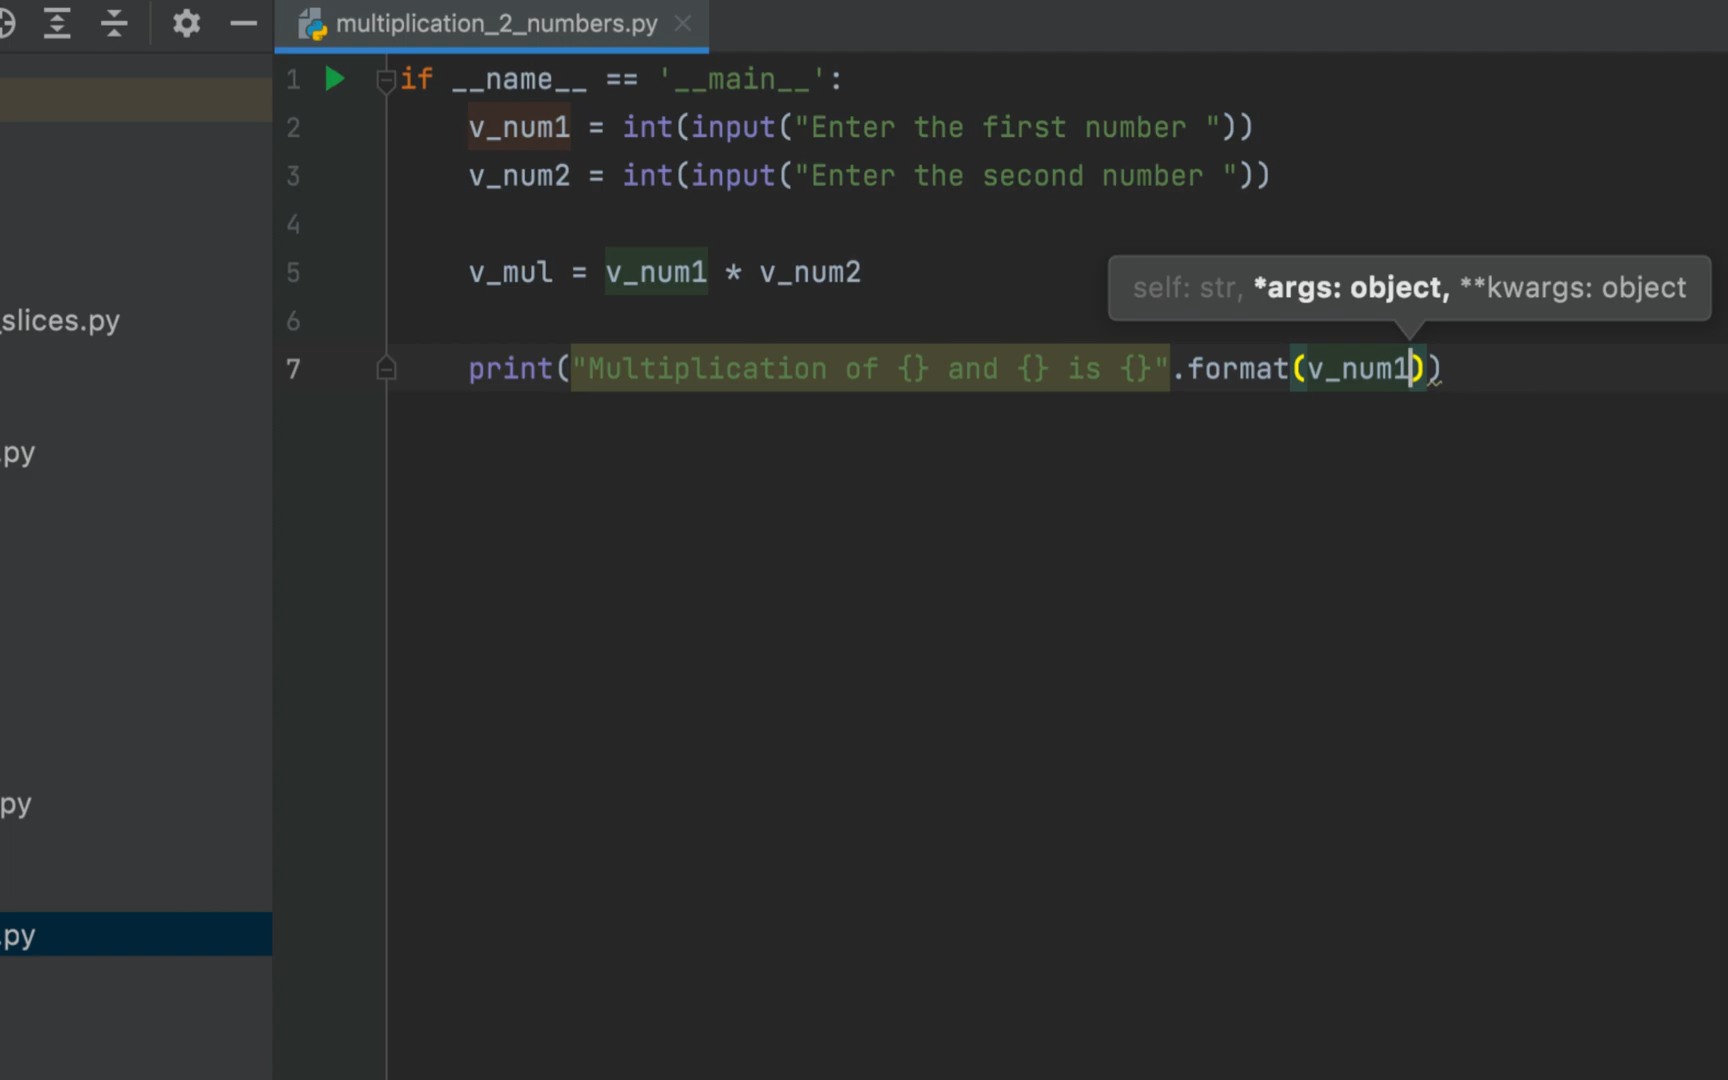 multiplication_2_numbers.py
1 if __name__ == '__main__':
2 v_num1 = int(input("Enter the first number "))
3 v_num2 = int(input("Enter the second number "))
4
5 v_mul = v_num1 * v_num2
self: str, *args: object, **kwargs: object
6
7 print("Multiplication of {} and {} is {}".format(v_num1))
_slices.py
.py
py
.py